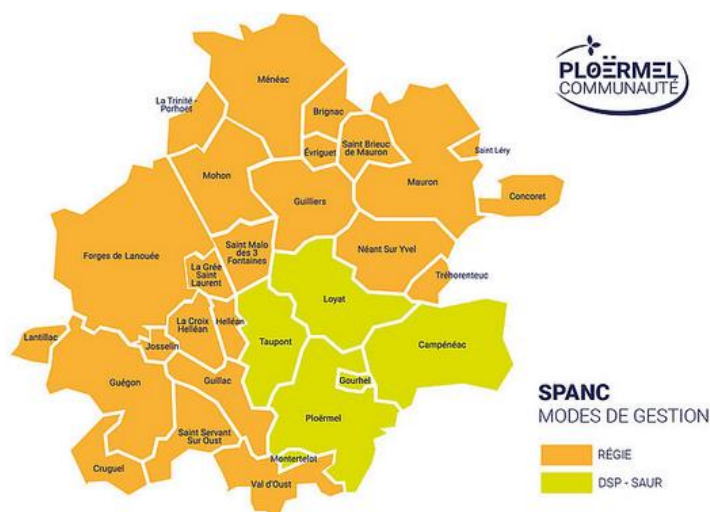 PLOËRMEL
COMMUNAUTÉ
Ménéac
La Trinité -
Porhoët
Brignac
Évriguet
Saint Brieuc
de Mauron
Saint Léry
Mohon
Mauron
Concoret
Guilliers
Forges de Lanouée
Saint Malo
des 3
Fontaines
Néant Sur Yvel
La Grée
Saint
Laurent
Tréhorenteuc
Loyat
La Croix
Helléan
Helléan
Lantillac
Josselin
Taupont
Campénéac
Guégon
Guillac
Gourhel
Ploërmel
Saint Servant
Sur Oust
Montertelot
Cruguel
Val d'Oust
SPANC
MODES DE GESTION
RÉGIE
DSP - SAUR